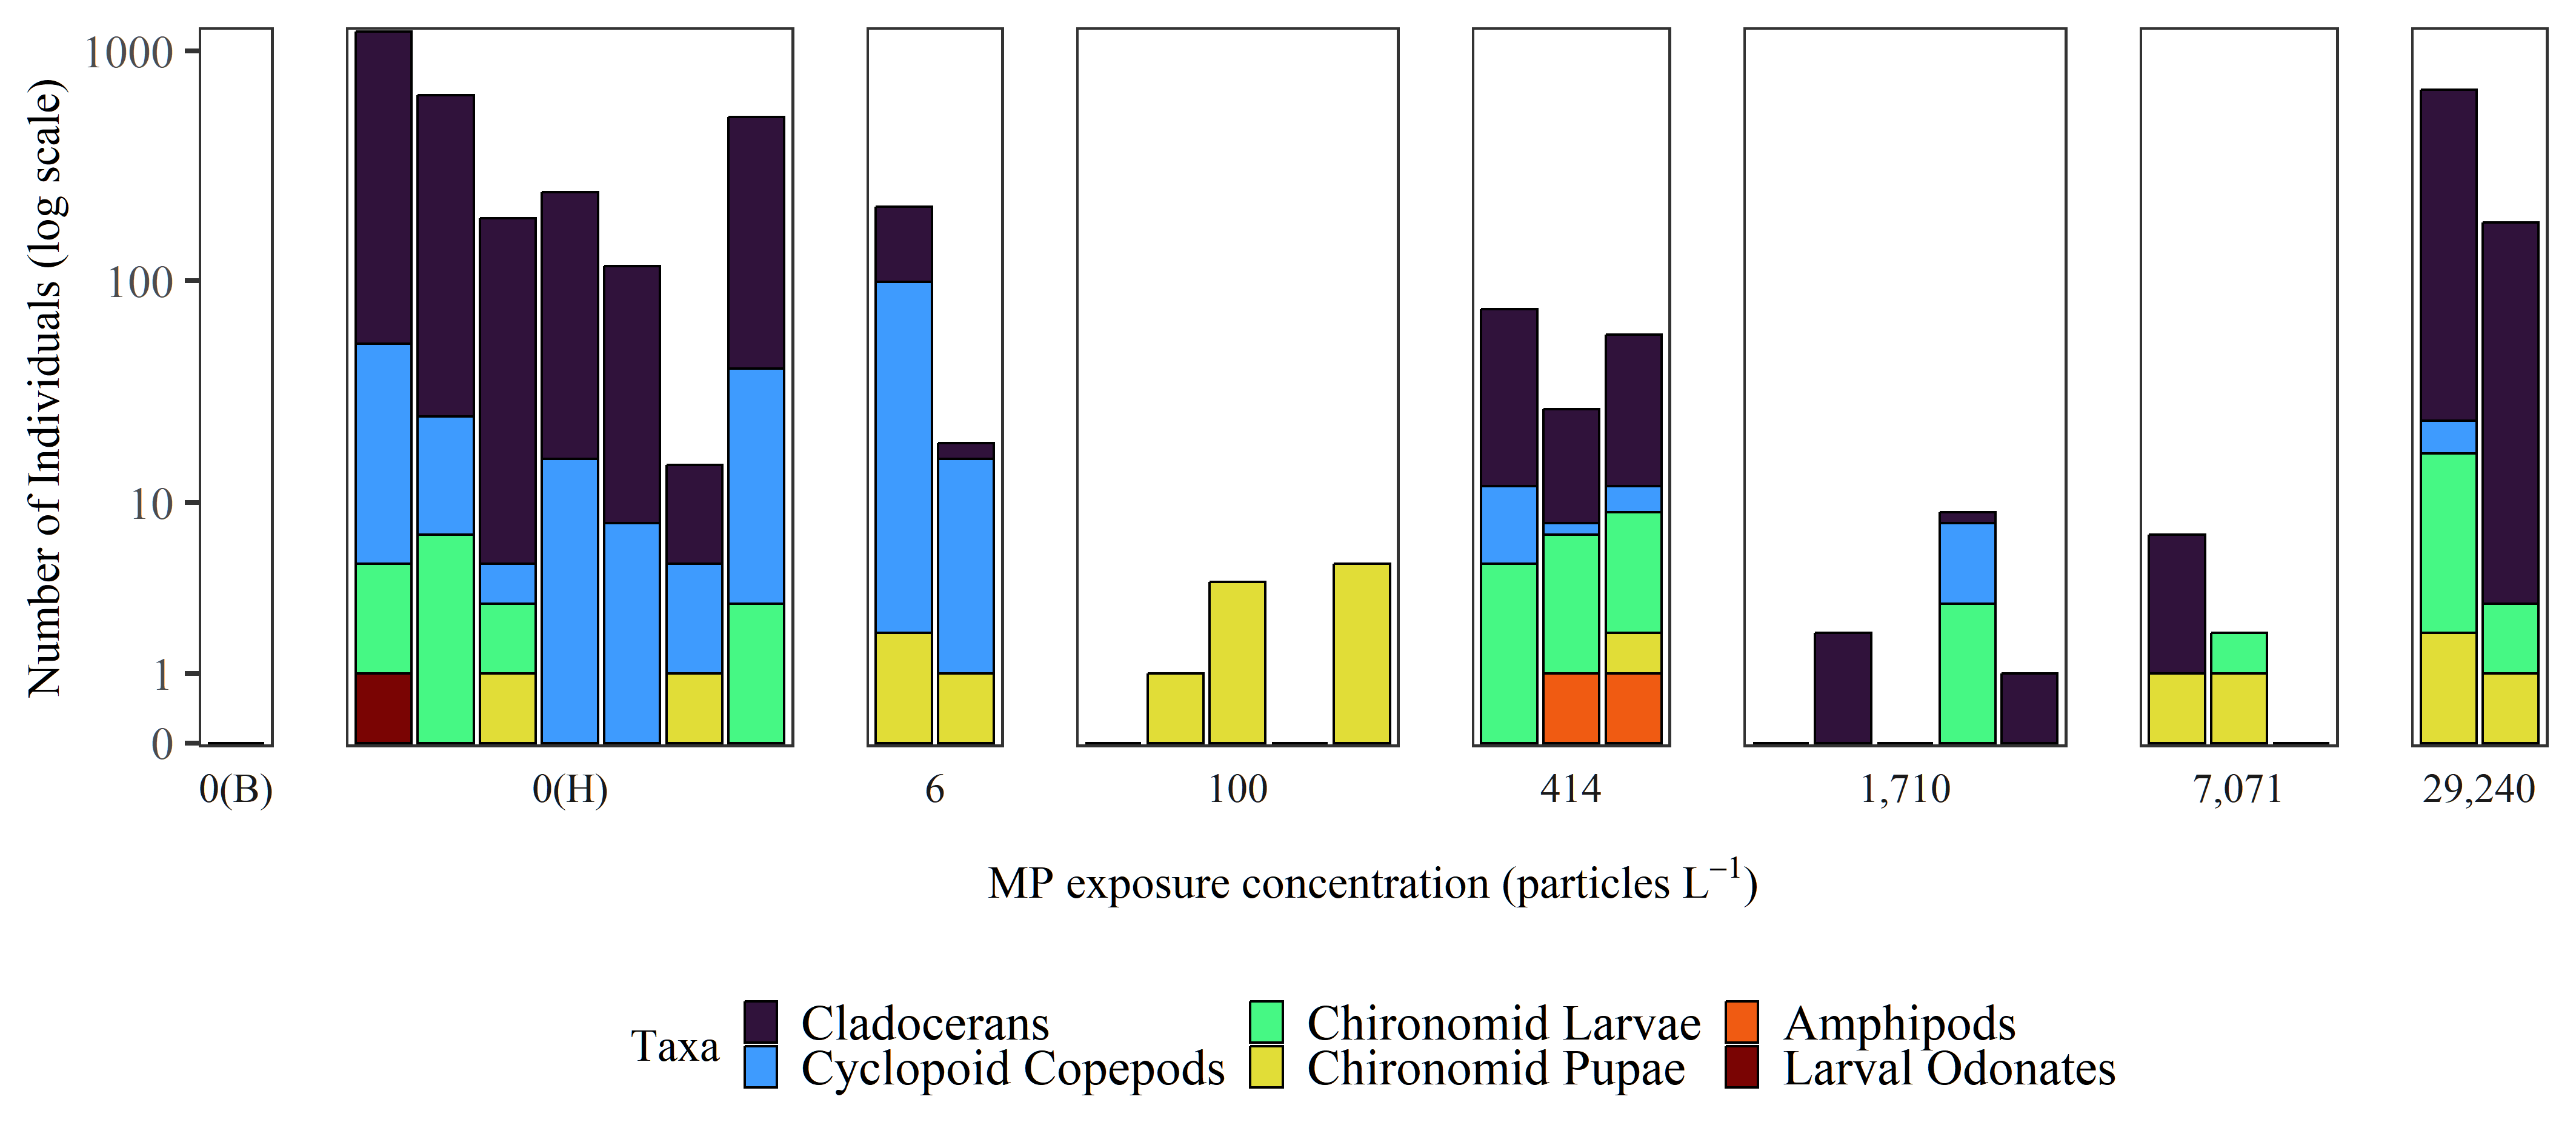 Number of Individuals (log scale)
1000
100
10
1
0
0(B) 0(H) 6 100 414 1,710 7,071 29,240
MP exposure concentration (particles L⁻¹)
Taxa
Cladocerans Chironomid Larvae Amphipods
Cyclopoid Copepods Chironomid Pupae Larval Odonates